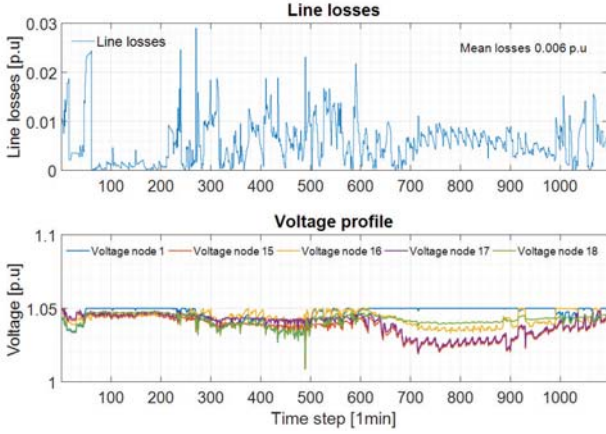 Line losses
0.03
0.02
0.01
0
Line losses [p.u]
Line losses
Mean losses 0.006 p.u
100 200 300 400 500 600 700 800 900 1000
Voltage profile
1.1
1.05
1
Voltage [p.u]
Voltage node 1 Voltage node 15 Voltage node 16 Voltage node 17 Voltage node 18
100 200 300 400 500 600 700 800 900 1000
Time step [1min]